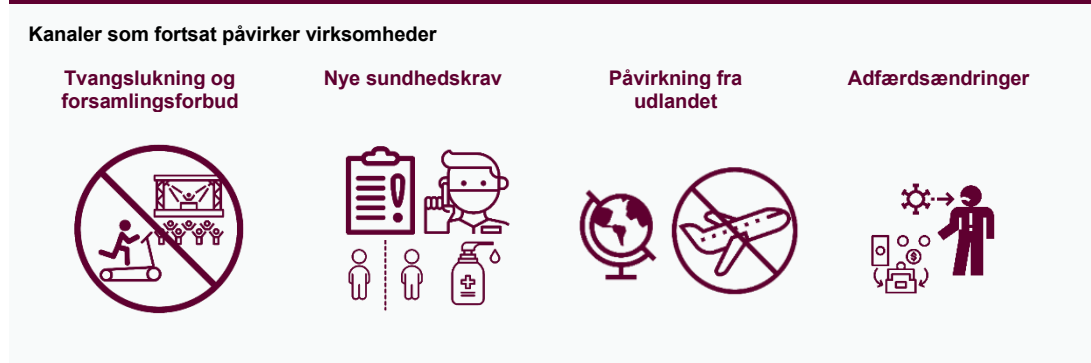 Kanaler som fortsat påvirker virksomheder
Tvangslukning og
forsamlingsforbud
Nye sundhedskrav
Påvirkning fra
udlandet
Adfærdsændringer